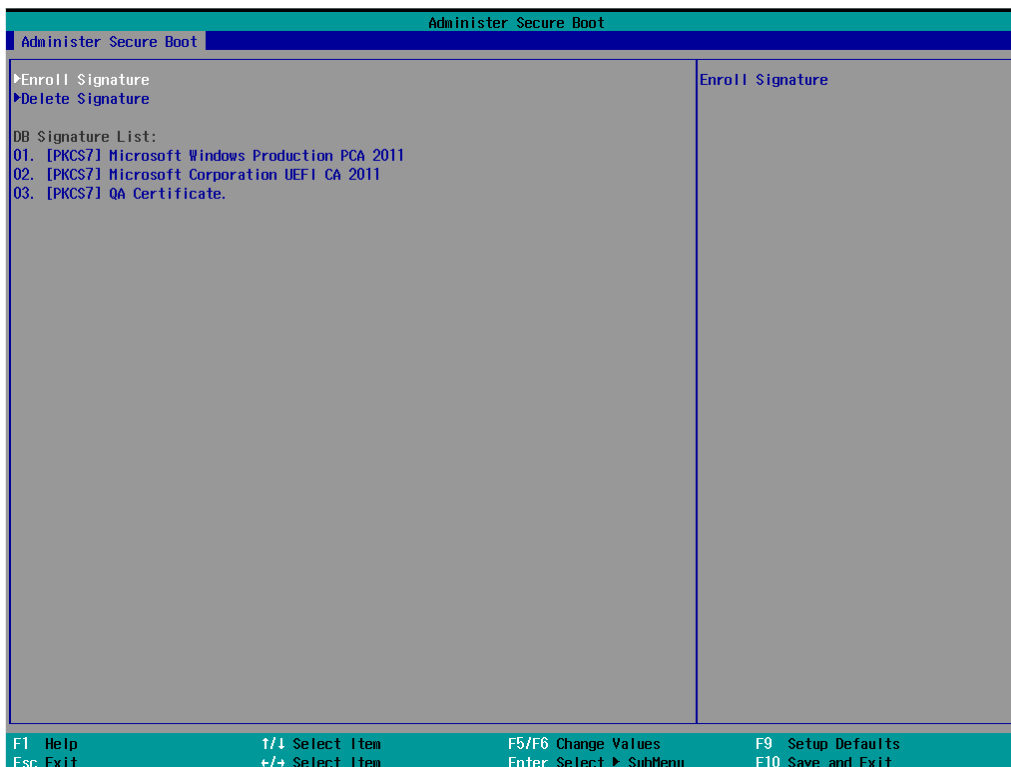 Administer Secure Boot
Administer Secure Boot
▶Enroll Signature
▶Delete Signature
DB Signature List:
01. [PKCS7] Microsoft Windows Production PCA 2011
02. [PKCS7] Microsoft Corporation UEFI CA 2011
03. [PKCS7] QA Certificate.
Enroll Signature
F1 Help ↑/↓ Select Item F5/F6 Change Values F9 Setup Defaults
Esc Exit ←/→ Select Item Enter Select ▶ SubMenu F10 Save and Exit